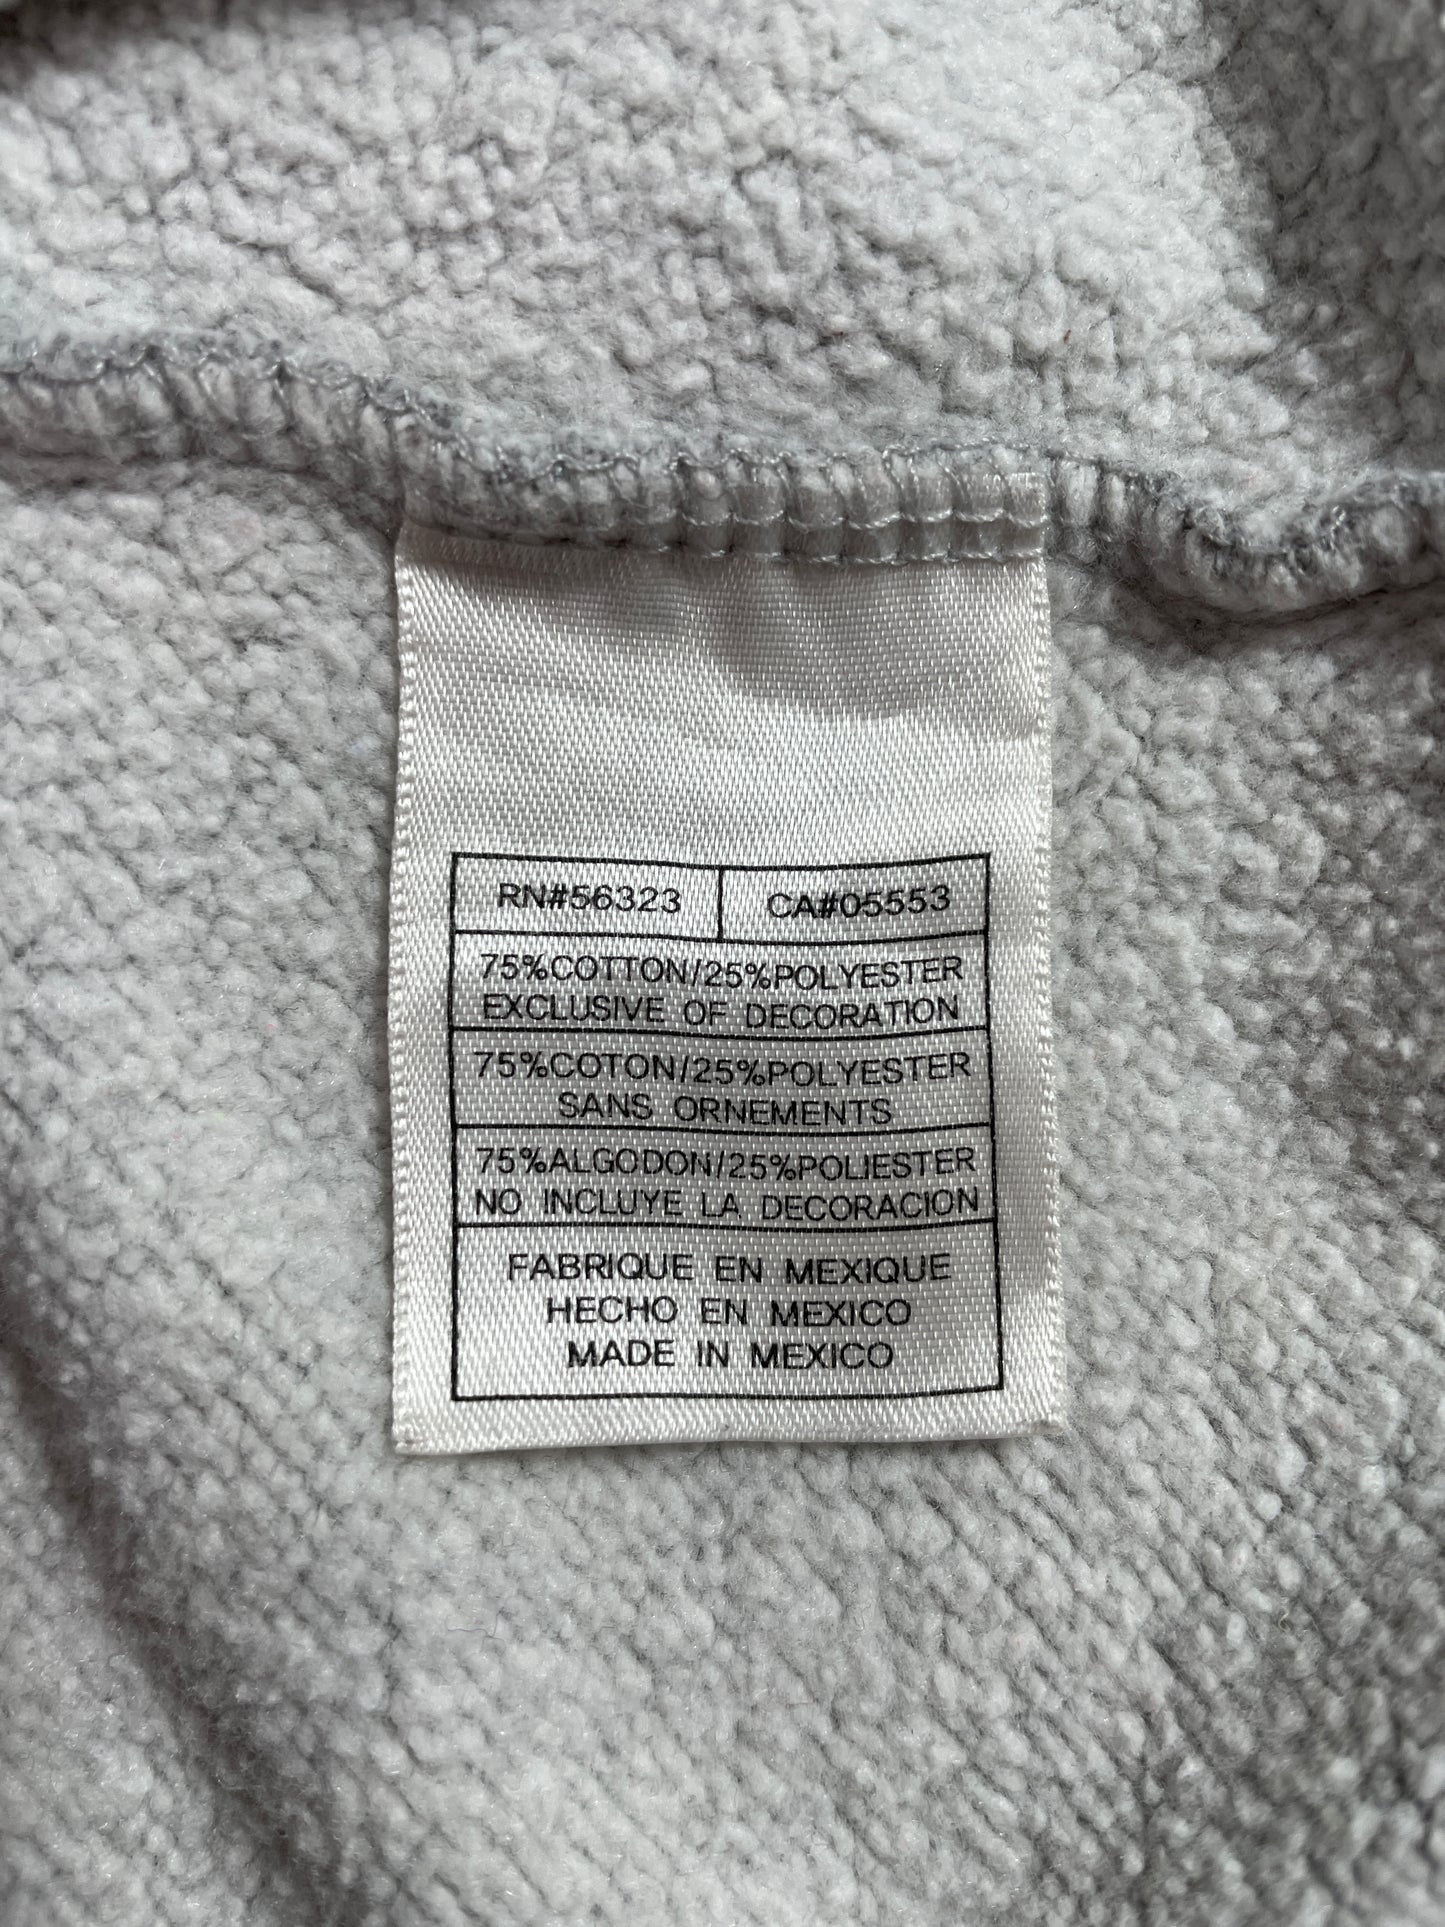 RN#56323 CA#05553
75%COTTON/25%POLYESTER
EXCLUSIVE OF DECORATION
75%COTON/25%POLYESTER
SANS ORNEMENTS
75%ALGODON/25%POLIESTER
NO INCLUYE LA DECORACION
FABRIQUE EN MEXIQUE
HECHO EN MEXICO
MADE IN MEXICO